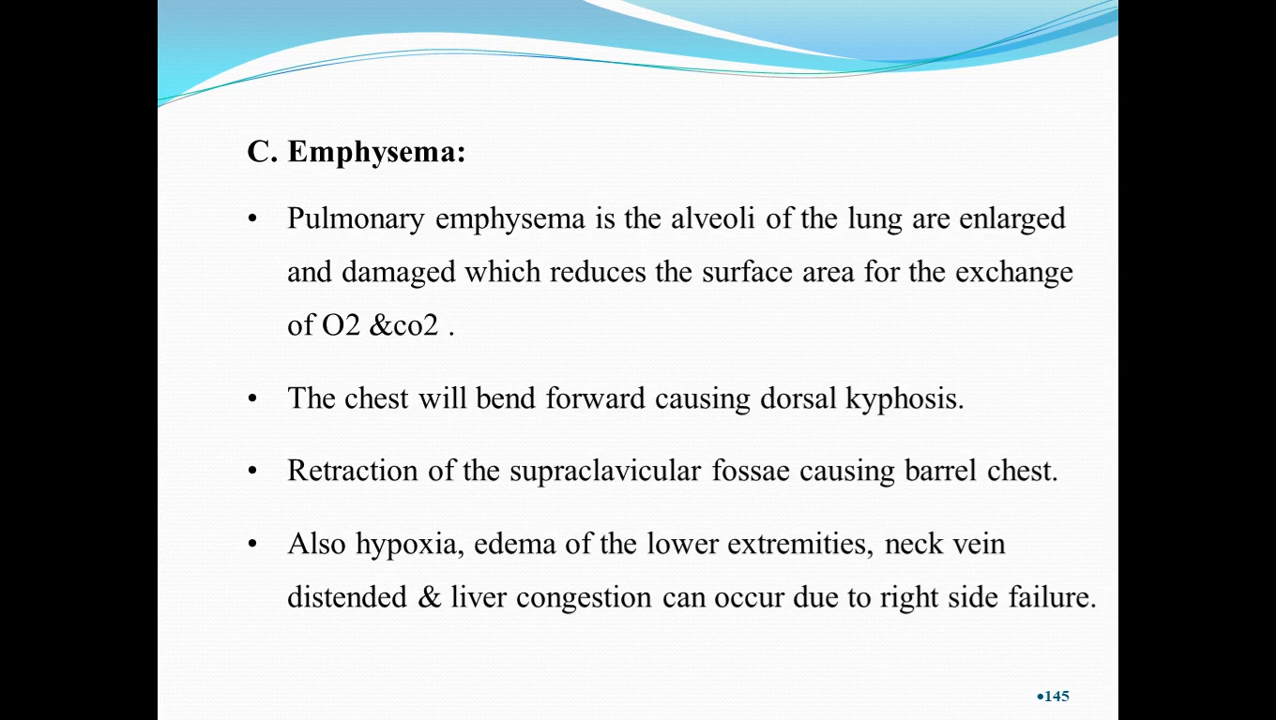 C. Emphysema:
• Pulmonary emphysema is the alveoli of the lung are enlarged
and damaged which reduces the surface area for the exchange
of O2 &co2 .
• The chest will bend forward causing dorsal kyphosis.
• Retraction of the supraclavicular fossae causing barrel chest.
• Also hypoxia, edema of the lower extremities, neck vein
distended & liver congestion can occur due to right side failure.
•145